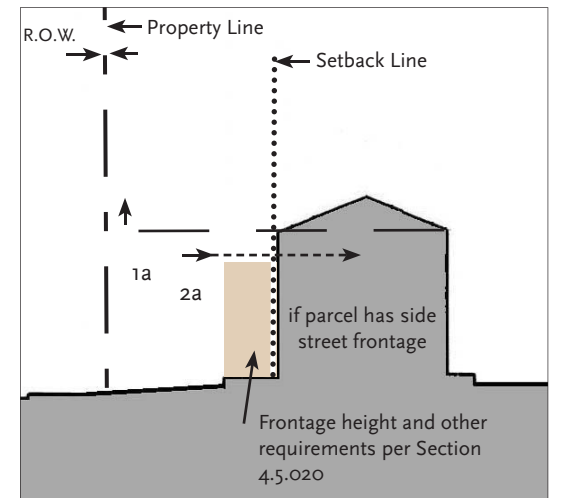 Property Line
R.O.W.
Setback Line
1a
2a
if parcel has side
street frontage
Frontage height and other
requirements per Section
4.5.020